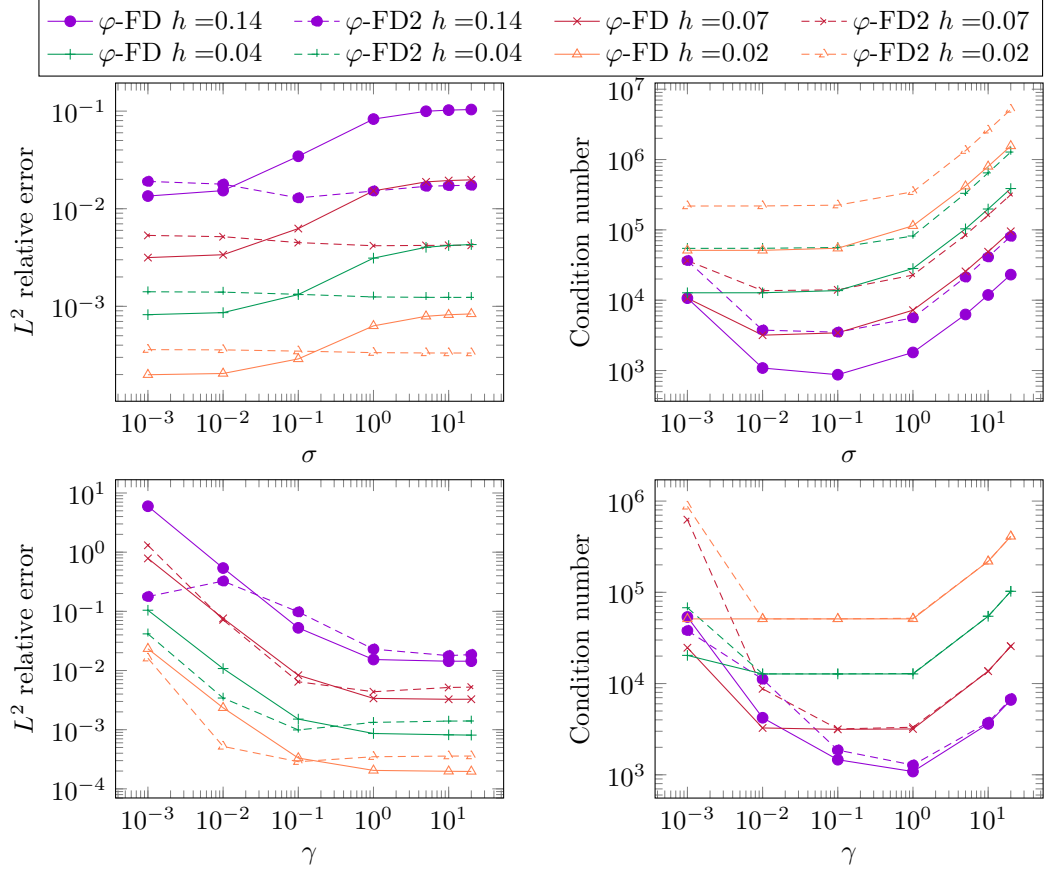 φ-FD h =0.14 φ-FD2 h =0.14 φ-FD h =0.07 φ-FD2 h =0.07
φ-FD h =0.04 φ-FD2 h =0.04 φ-FD h =0.02 φ-FD2 h =0.02
10⁻¹
10⁻²
10⁻³
L² relative error
10⁻³ 10⁻² 10⁻¹ 10⁰ 10¹
σ
10⁷
10⁶
10⁵
10⁴
10³
Condition number
10⁻³ 10⁻² 10⁻¹ 10⁰ 10¹
σ
10¹
10⁰
10⁻¹
10⁻²
10⁻³
10⁻⁴
L² relative error
10⁻³ 10⁻² 10⁻¹ 10⁰ 10¹
γ
10⁶
10⁵
10⁴
10³
Condition number
10⁻³ 10⁻² 10⁻¹ 10⁰ 10¹
γ